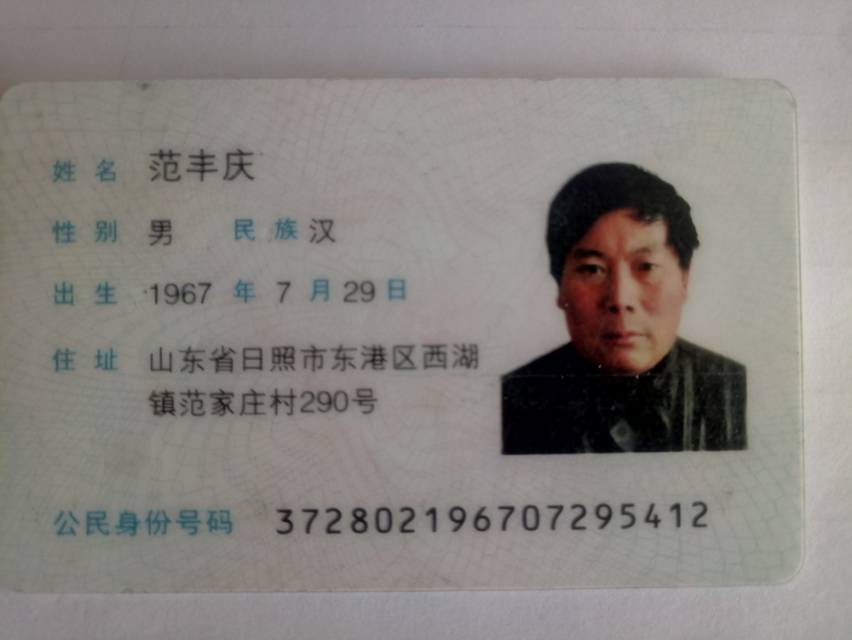 姓名 范丰庆
性别 男 民族 汉
出生 1967 年 7 月 29 日
住址 山东省日照市东港区西湖
镇范家庄村290号
公民身份号码 372802196707295412